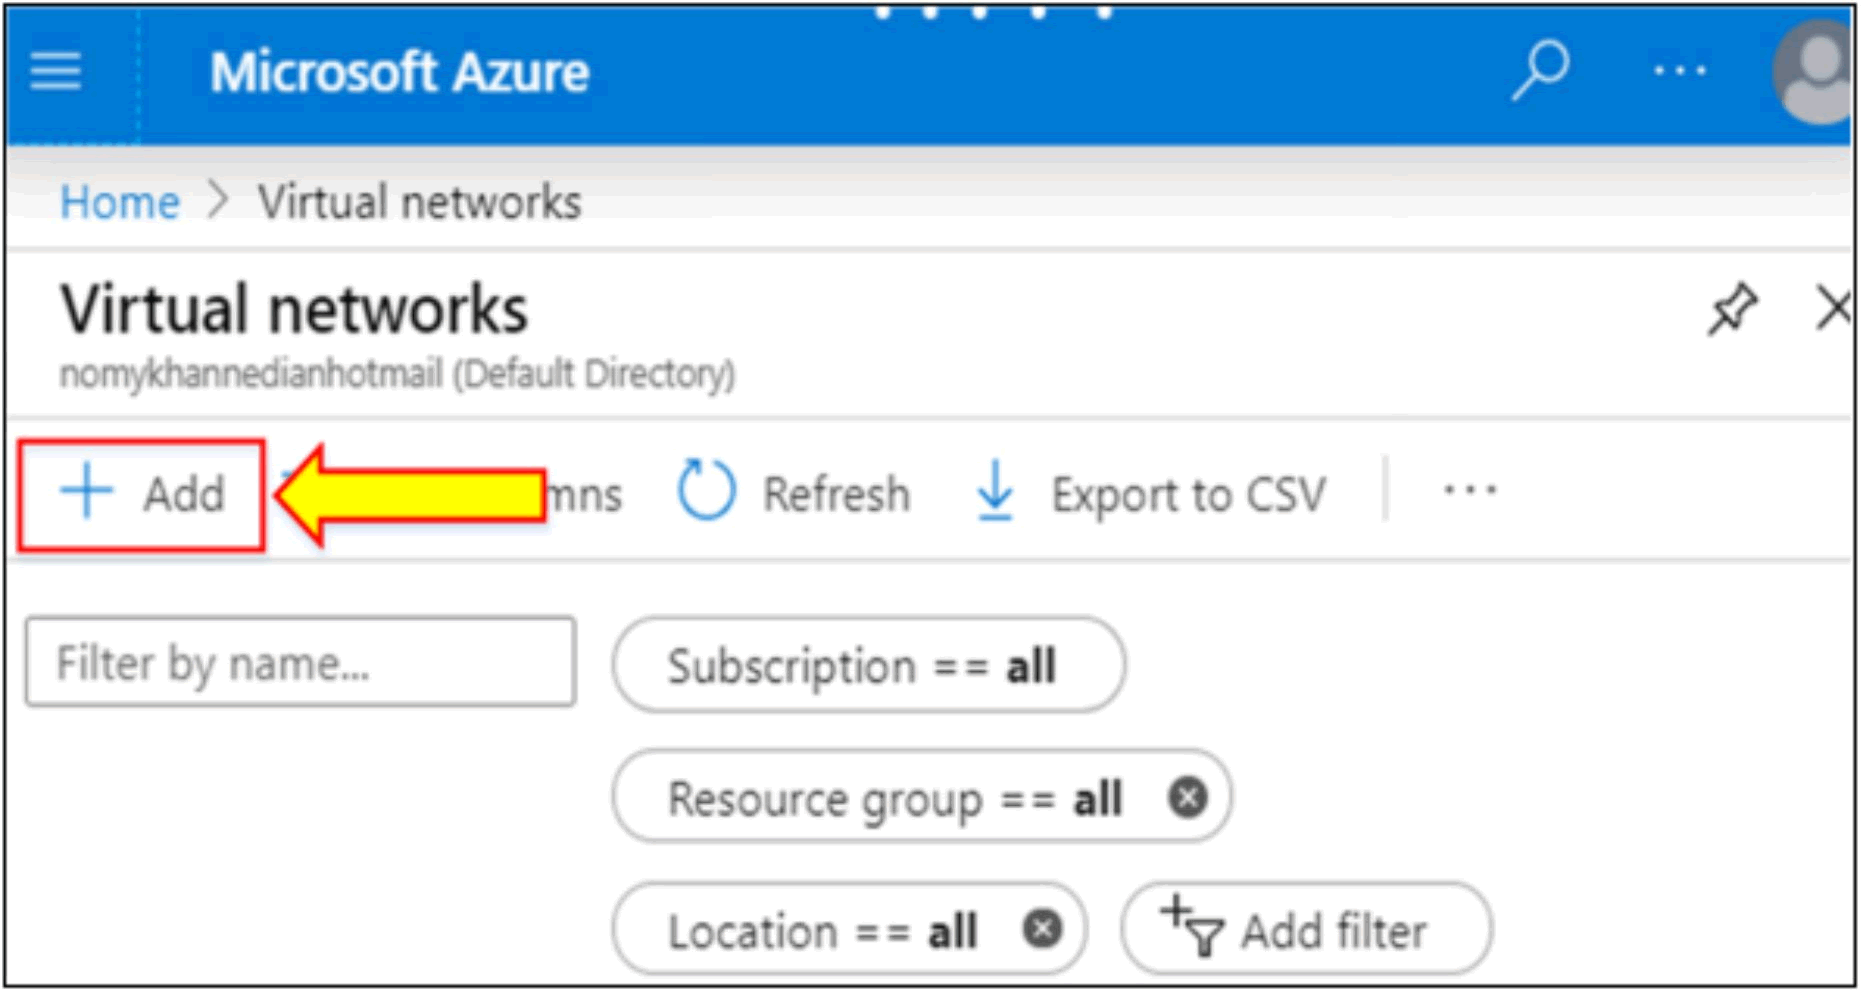 Microsoft Azure
Home > Virtual networks
Virtual networks
nomykhannedianhotmail (Default Directory)
+ Add mns Refresh Export to CSV ...
Filter by name... Subscription == all
Resource group == all
Location == all Add filter